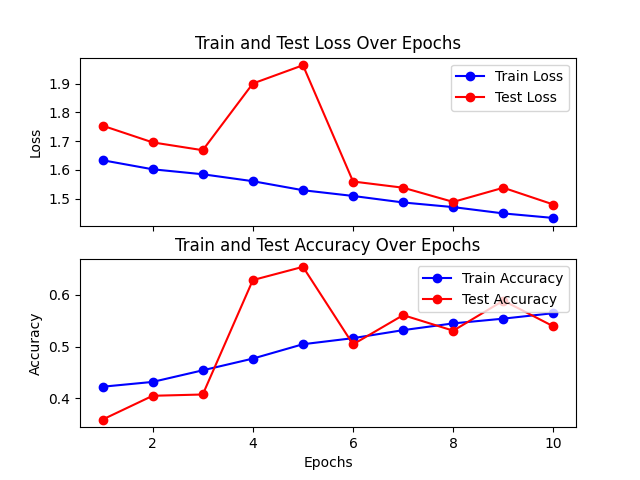 Train and Test Loss Over Epochs
Loss
1.9
1.8
1.7
1.6
1.5
Train Loss
Test Loss
Train and Test Accuracy Over Epochs
Accuracy
0.6
0.5
0.4
Train Accuracy
Test Accuracy
2 4 6 8 10
Epochs